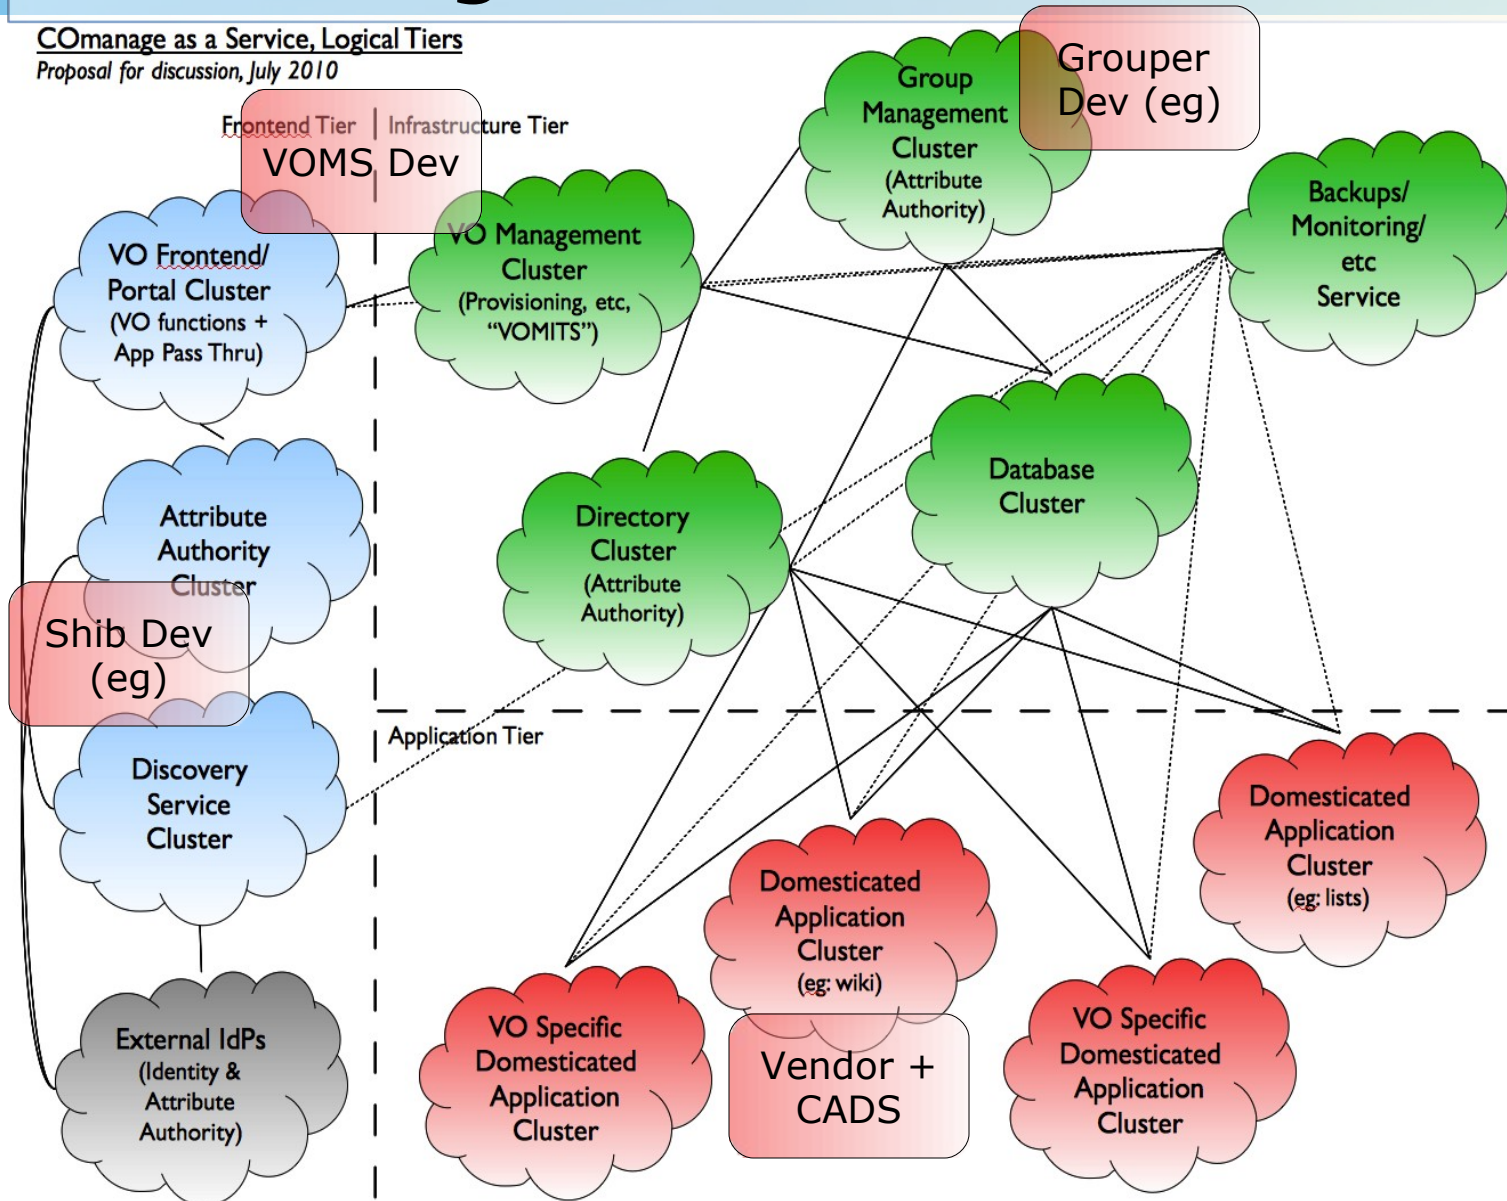 COmanage as a Service, Logical Tiers
Proposal for discussion, July 2010
Frontend Tier
Infrastructure Tier
VOMS Dev
Group
Management
Cluster
(Attribute
Authority)
Grouper
Dev (eg)
Backups/
Monitoring/
etc
Service
VO Frontend/
Portal Cluster
(VO functions +
App Pass Thru)
VO Management
Cluster
(Provisioning, etc,
“VOMITS”)
Attribute
Authority
Cluster
Directory
Cluster
(Attribute
Authority)
Database
Cluster
Shib Dev
(eg)
Application Tier
Discovery
Service
Cluster
Domesticated
Application
Cluster
(eg: lists)
Domesticated
Application
Cluster
(eg: wiki)
External IdPs
(Identity &
Attribute
Authority)
VO Specific
Domesticated
Application
Cluster
Vendor +
CADS
VO Specific
Domesticated
Application
Cluster